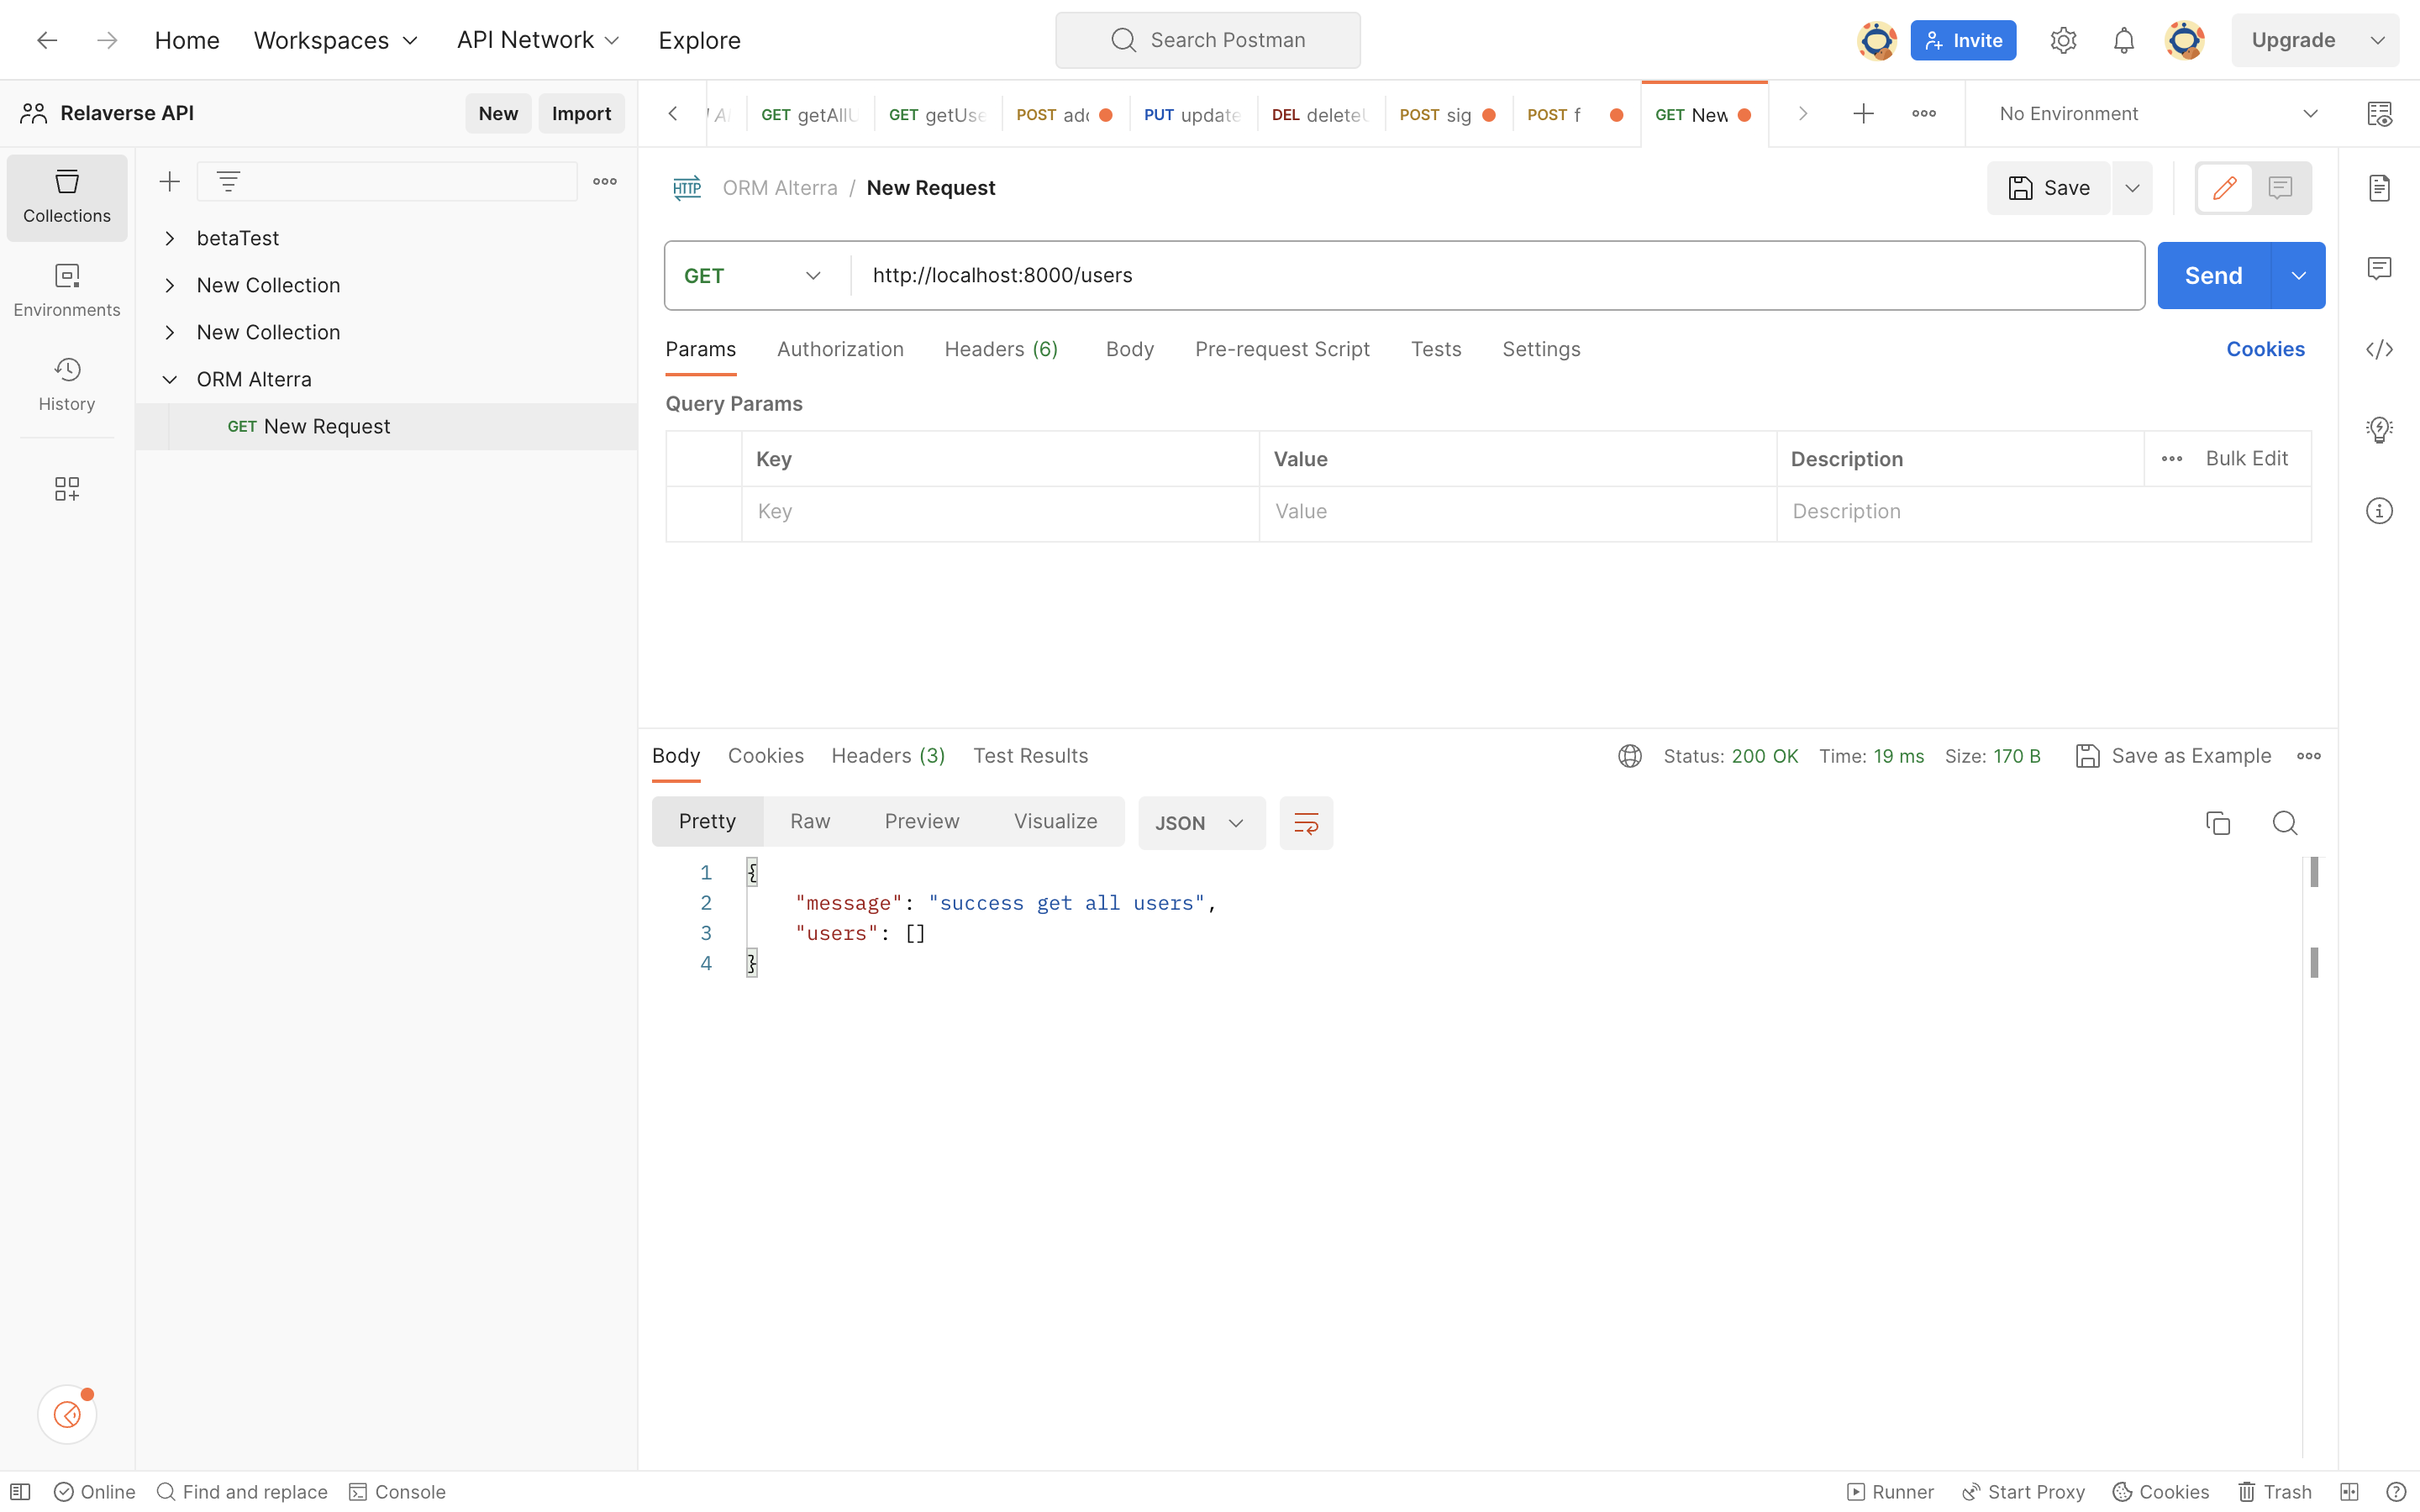 Home Workspaces API Network Explore Search Postman Invite Upgrade
Relaverse API New Import
GET getAllU GET getUse POST add PUT update DEL deleteU POST sig POST f GET New No Environment
Collections
Environments
History
betaTest
New Collection
New Collection
ORM Alterra
GET New Request
HTTP ORM Alterra / New Request Save
GET http://localhost:8000/users Send
Params Authorization Headers (6) Body Pre-request Script Tests Settings Cookies
Query Params
Key Value Description Bulk Edit
Key Value Description
Body Cookies Headers (3) Test Results Status: 200 OK Time: 19 ms Size: 170 B Save as Example
Pretty Raw Preview Visualize JSON
1 {
2 "message": "success get all users",
3 "users": []
4 }
Online Find and replace Console Runner Start Proxy Cookies Trash